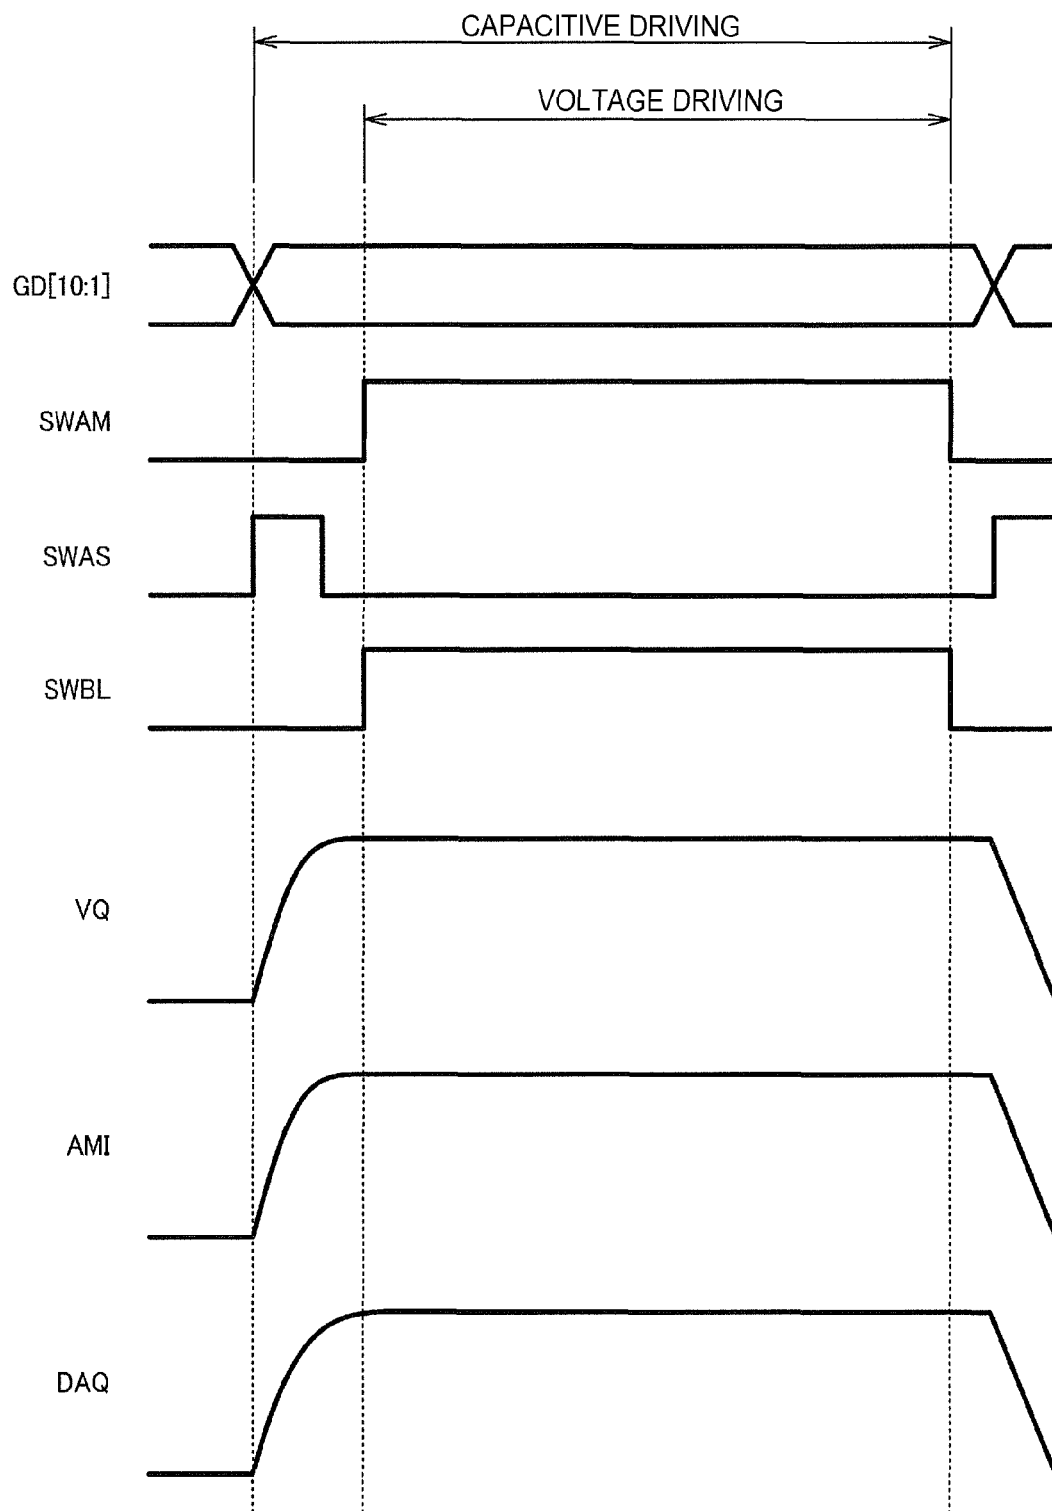 CAPACITIVE DRIVING
VOLTAGE DRIVING
GD[10:1]
SWAM
SWAS
SWBL
VQ
AMI
DAQ